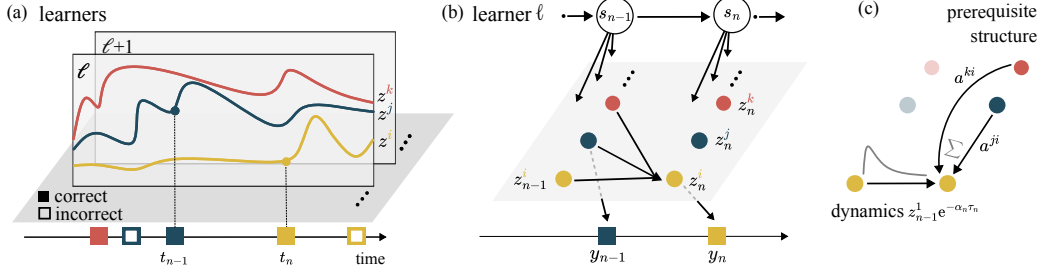 (a) learners
ℓ+1
ℓ
z^k
z^j
z^i
correct
incorrect
t_{n-1}
t_n
time
(b) learner ℓ
s_{n-1}
s_n
z_n^k
z_n^j
z_{n-1}^i
z_n^i
y_{n-1}
y_n
(c)
prerequisite
structure
a^{ki}
a^{ji}
∑
dynamics z_{n-1}^1 e^{-α_n τ_n}